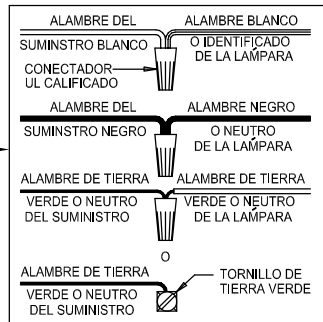 ALAMBRE DEL
SUMINSTRO BLANCO
ALAMBRE BLANCO
O IDENTIFICADO
DE LA LAMPARA
CONECTADOR
UL CALIFICADO
ALAMBRE DEL
SUMINSTRO NEGRO
ALAMBRE NEGRO
O NEUTRO
DE LA LAMPARA
ALAMBRE DE TIERRA
VERDE O NEUTRO
DEL SUMINISTRO
ALAMBRE DE TIERRA
VERDE O NEUTRO
DE LA LAMPARA
O
ALAMBRE DE TIERRA
VERDE O NEUTRO
DEL SUMINISTRO
TORNILLO DE
TIERRA VERDE